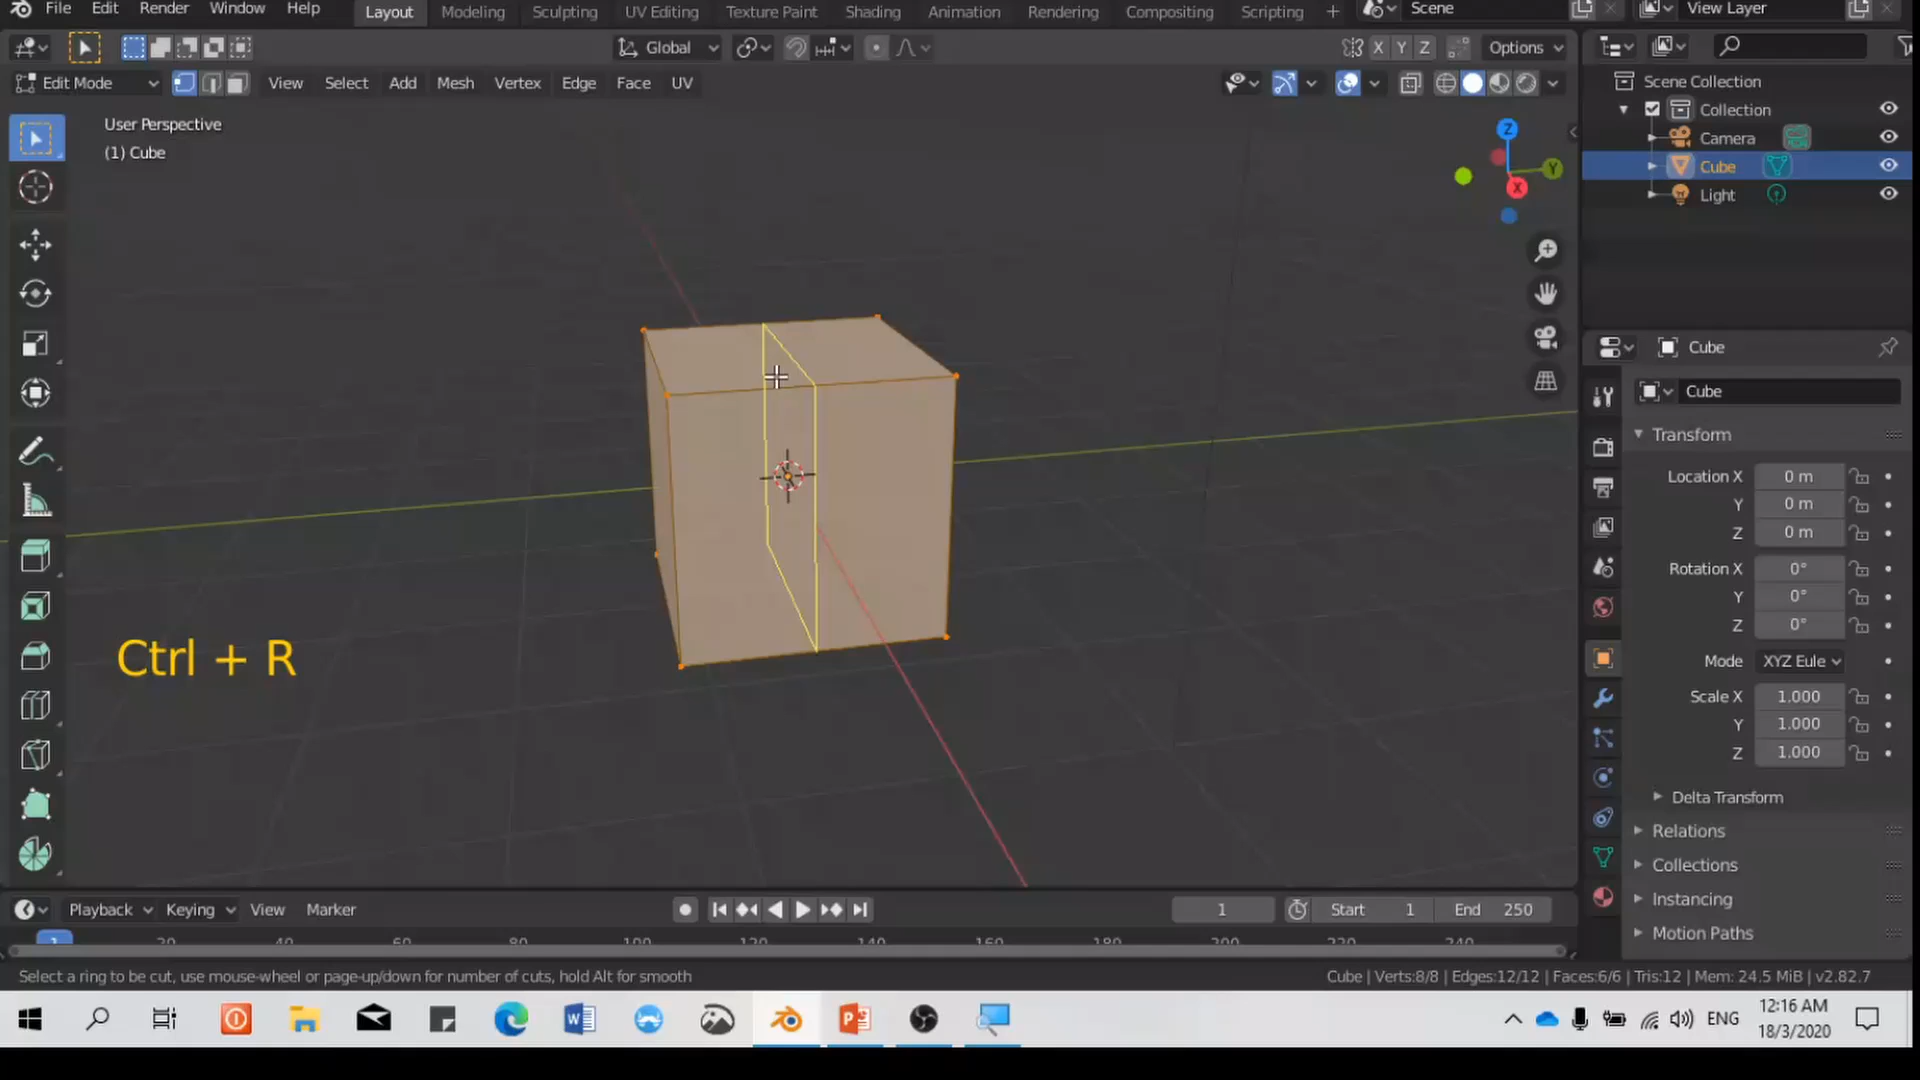 File Edit Render Window Help Layout Modeling Sculpting UV Editing Texture Paint Shading Animation Rendering Compositing Scripting + Scene View Layer
Global X Y Z Options
Edit Mode View Select Add Mesh Vertex Edge Face UV
User Perspective
(1) Cube
Z
Y
X
Ctrl + R
Scene Collection
Collection
Camera
Cube
Light
Cube
Cube
Transform
Location X 0 m
Y 0 m
Z 0 m
Rotation X 0°
Y 0°
Z 0°
Mode XYZ Eule
Scale X 1.000
Y 1.000
Z 1.000
Delta Transform
Relations
Collections
Instancing
Motion Paths
Playback Keying View Marker 1 Start 1 End 250
1 20 40 60 80 100 120 140 160 180 200 220 240
Select a ring to be cut, use mouse-wheel or page-up/down for number of cuts, hold Alt for smooth
Cube | Verts:8/8 | Edges:12/12 | Faces:6/6 | Tris:12 | Mem: 24.5 MiB | v2.82.7
ENG
12:16 AM
18/3/2020